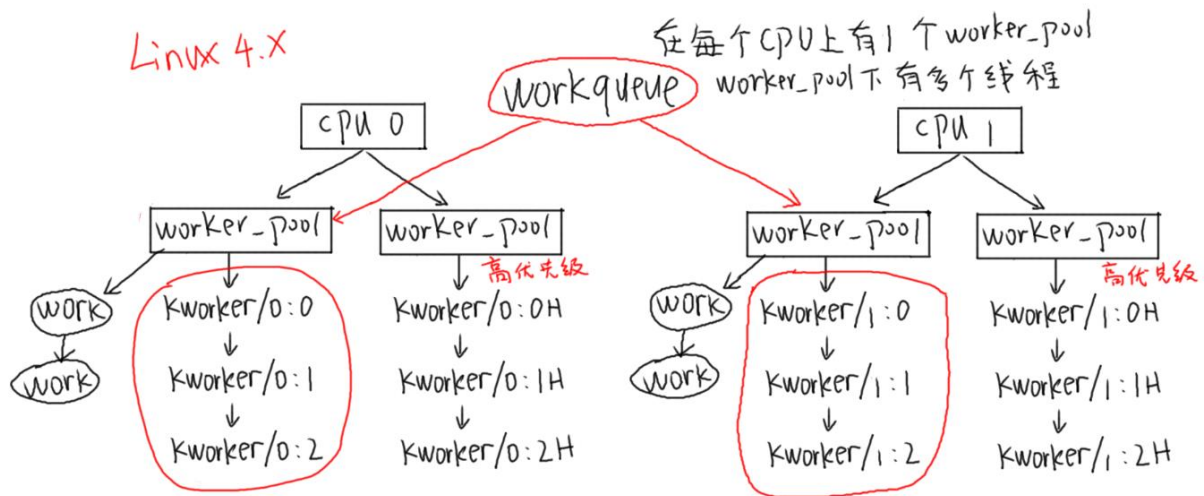 Linux 4.X
在每个CPU上有1个worker_pool
worker_pool下有多个线程
workqueue
CPU 0
CPU 1
worker_pool
worker_pool
worker_pool
worker_pool
高优先级
高优先级
work
Kworker/0:0
Kworker/0:0H
work
Kworker/1:0
Kworker/1:0H
work
Kworker/0:1
Kworker/0:1H
work
Kworker/1:1
Kworker/1:1H
Kworker/0:2
Kworker/0:2H
Kworker/1:2
Kworker/1:2H